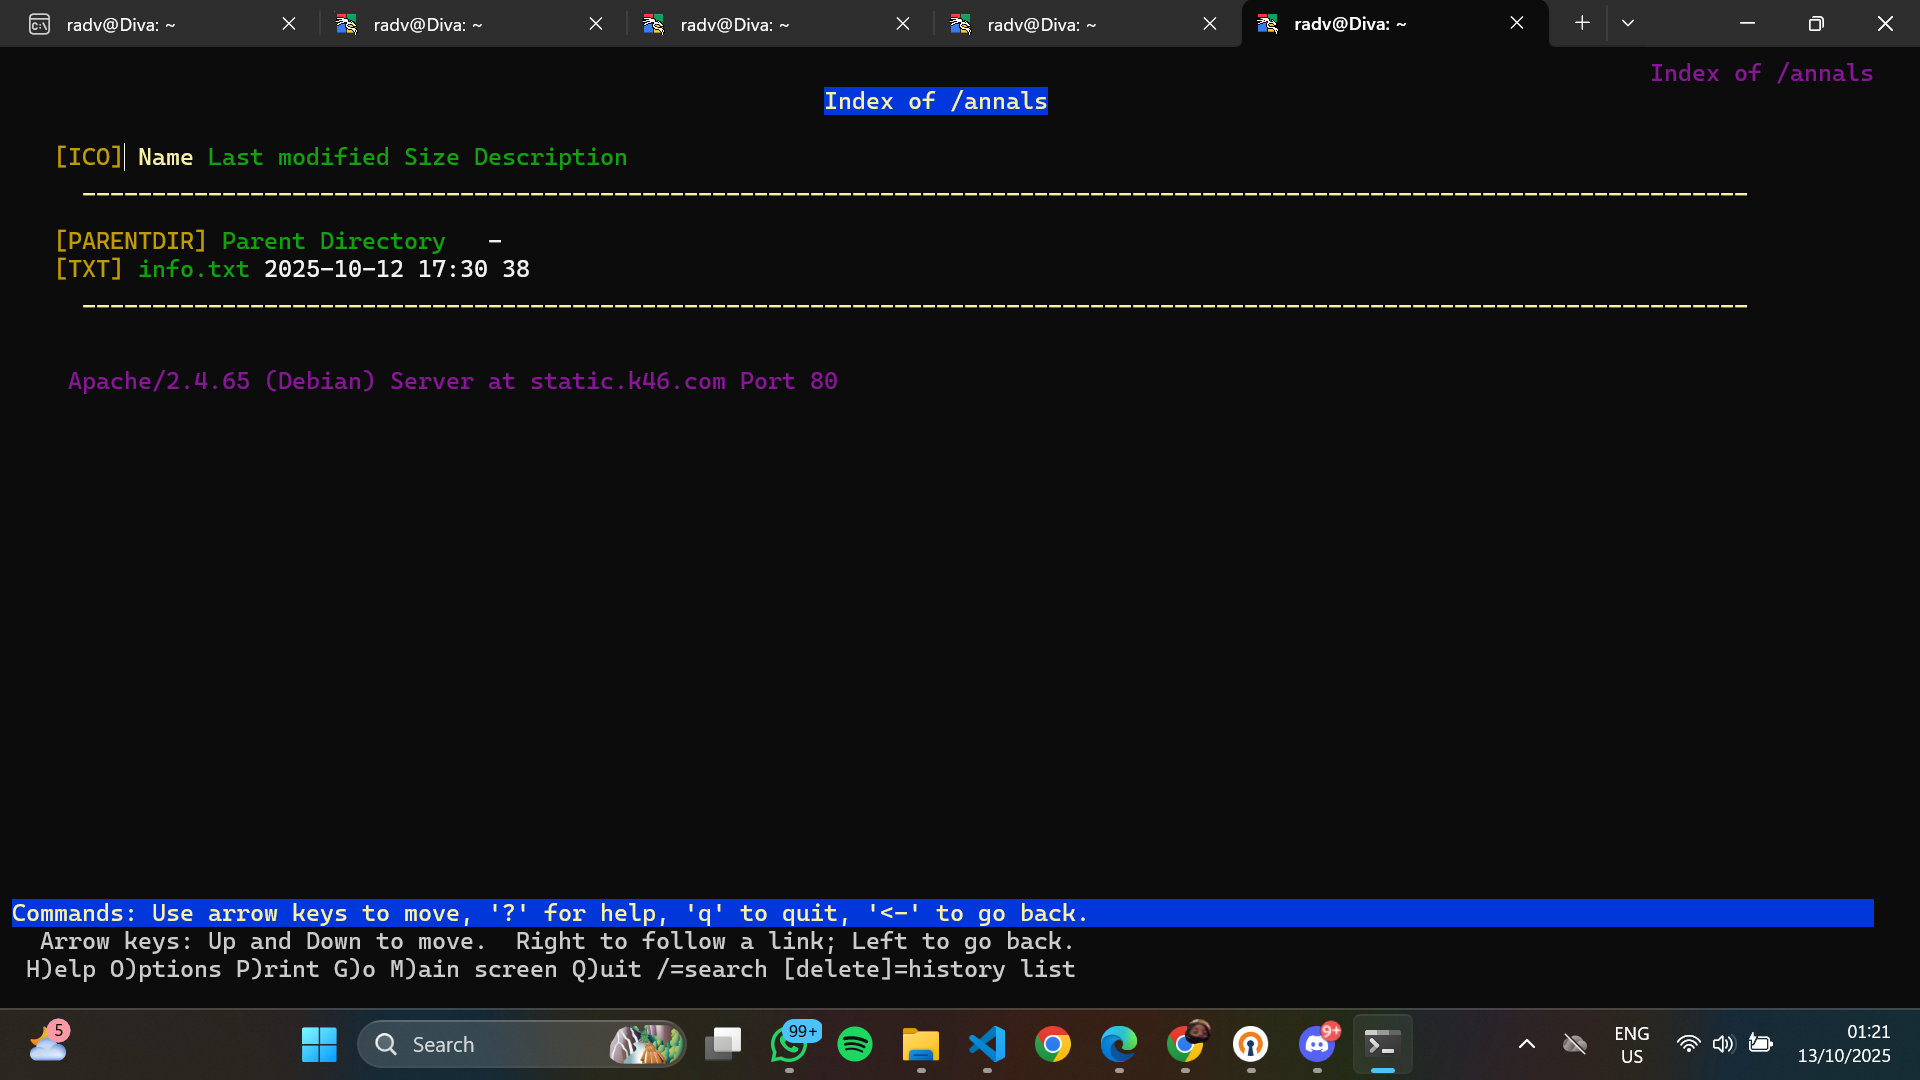 radv@Diva: ~
radv@Diva: ~
radv@Diva: ~
radv@Diva: ~
radv@Diva: ~
Index of /annals
Index of /annals
[ICO] Name Last modified Size Description
[PARENTDIR] Parent Directory   -
[TXT] info.txt 2025-10-12 17:30 38
Apache/2.4.65 (Debian) Server at static.k46.com Port 80
Commands: Use arrow keys to move, '?' for help, 'q' to quit, '<-' to go back.
Arrow keys: Up and Down to move.  Right to follow a link; Left to go back.
H)elp O)ptions P)rint G)o M)ain screen Q)uit /=search [delete]=history list
5
Search
99+
9+
ENG
US
01:21
13/10/2025